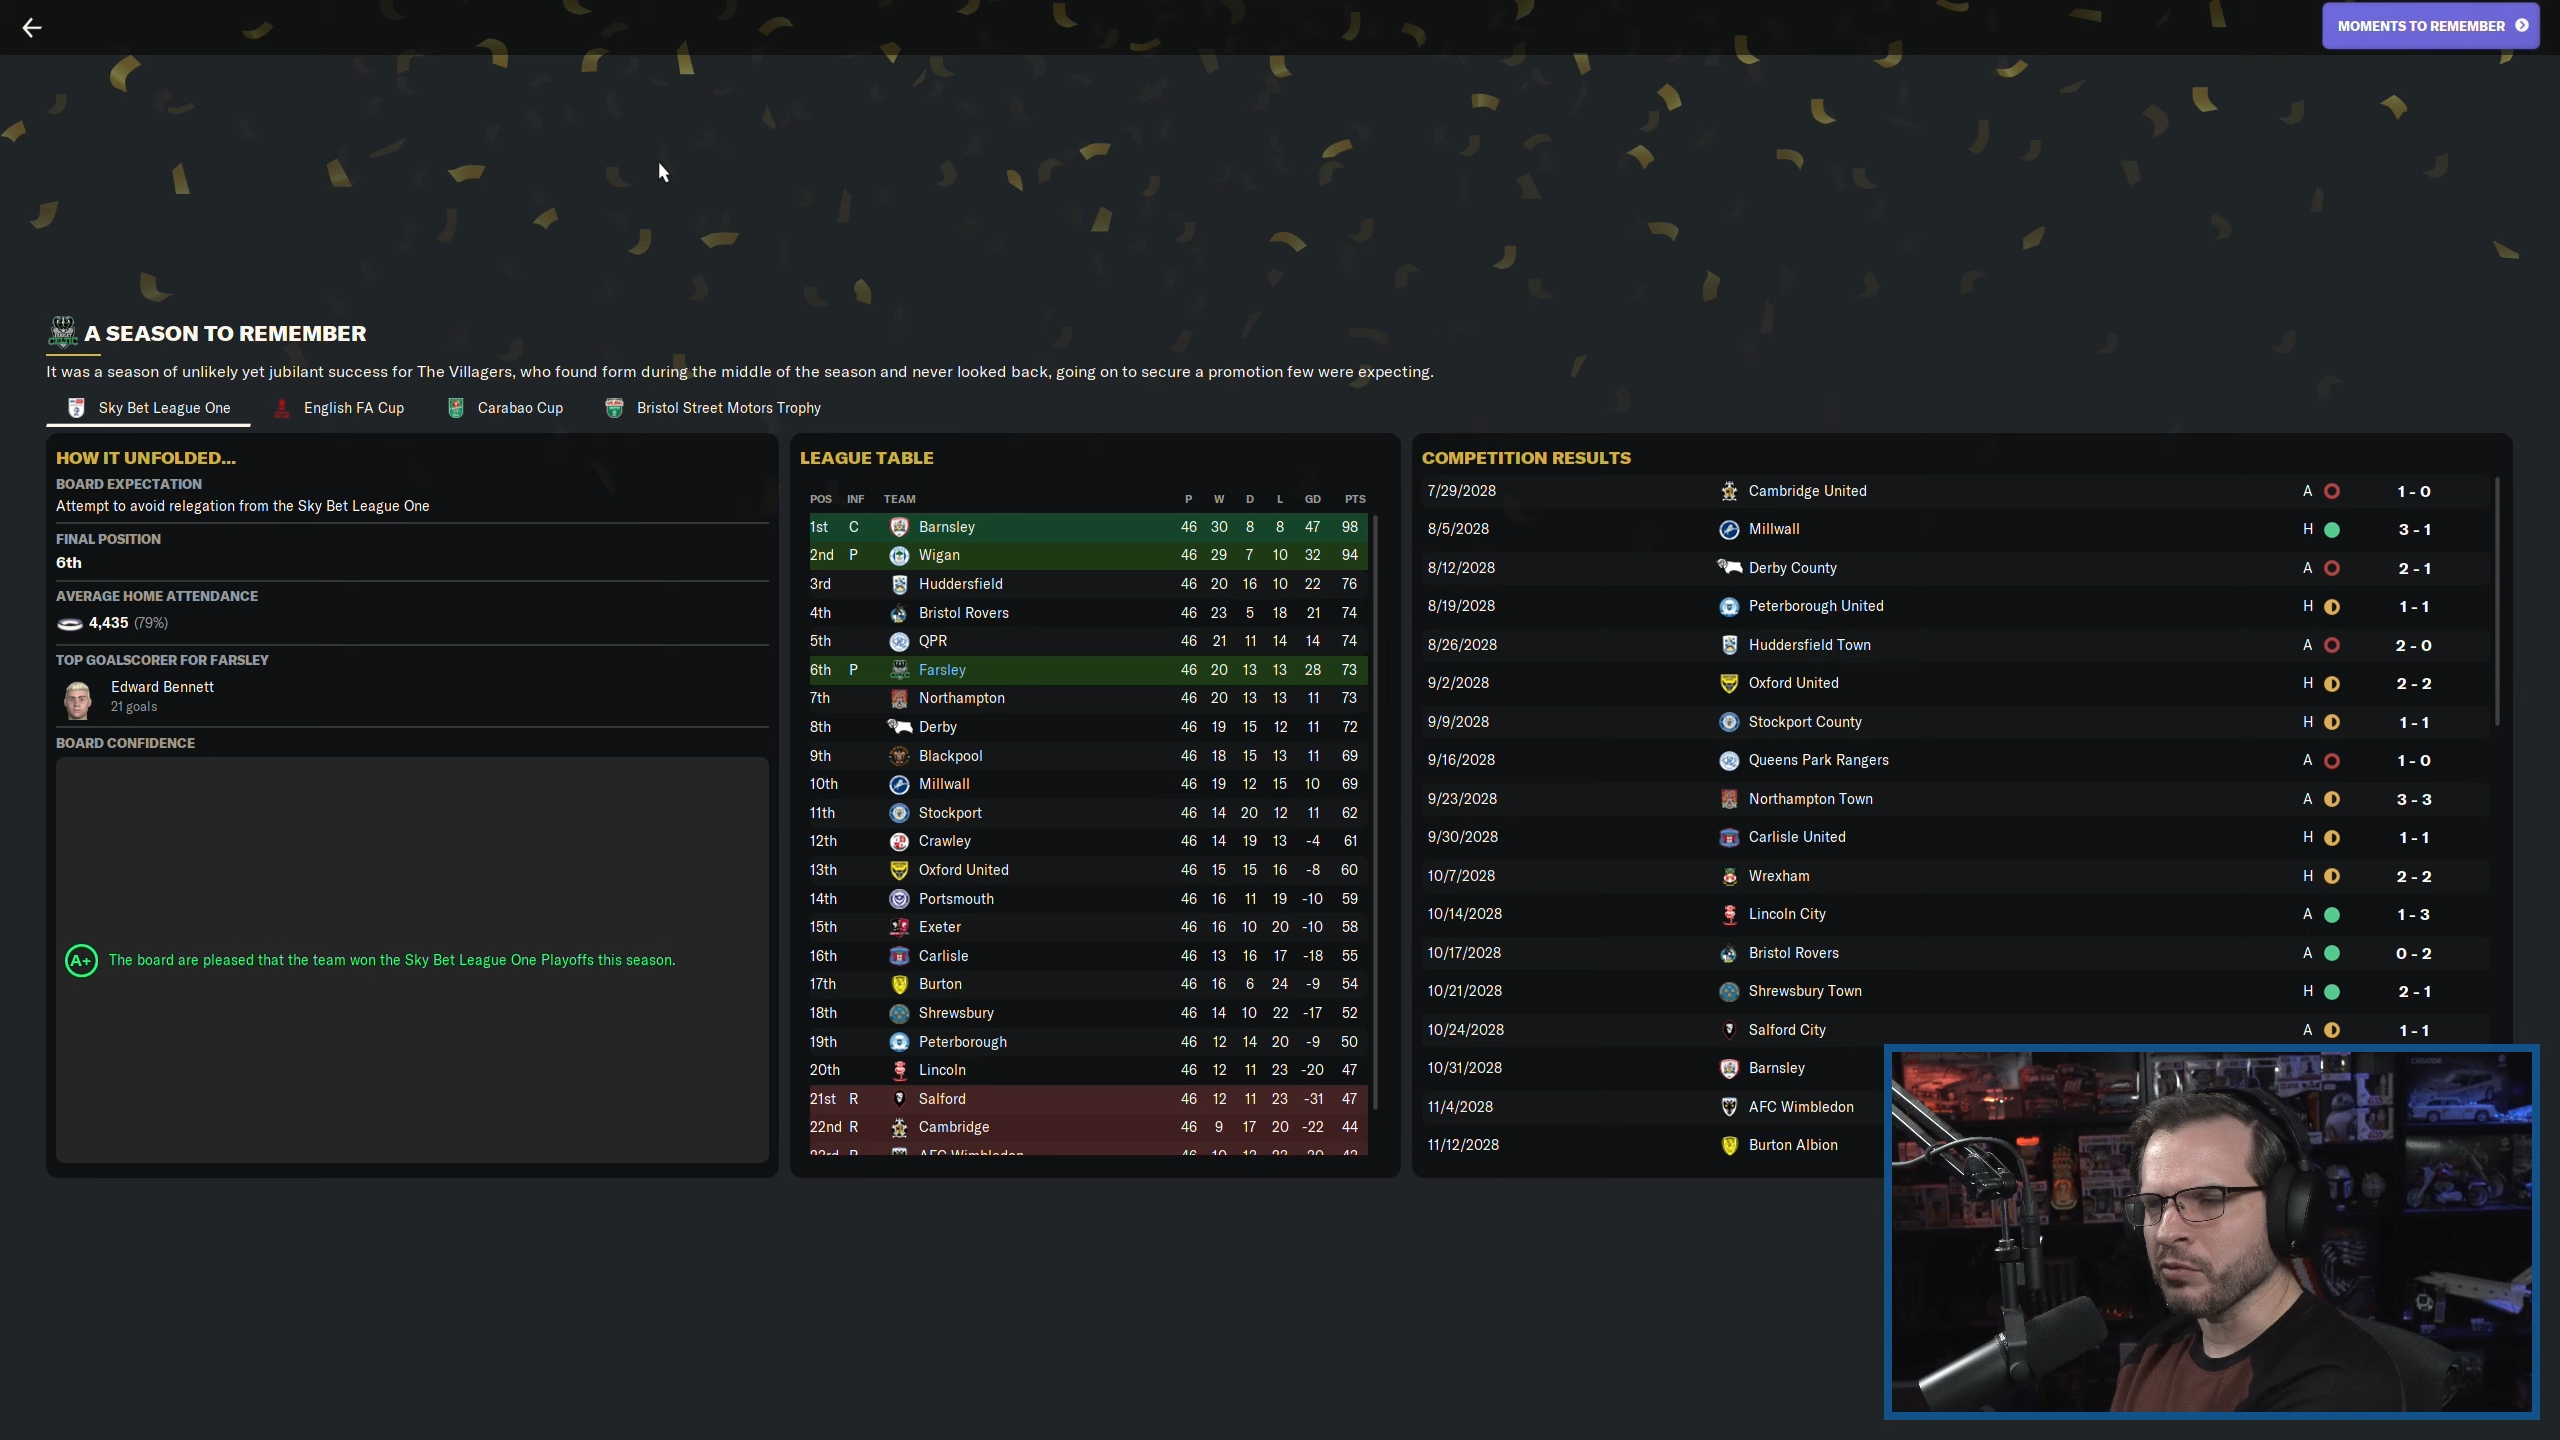 MOMENTS TO REMEMBER
A SEASON TO REMEMBER
It was a season of unlikely yet jubilant success for The Villagers, who found form during the middle of the season and never looked back, going on to secure a promotion few were expecting.
Sky Bet League One English FA Cup Carabao Cup Bristol Street Motors Trophy
HOW IT UNFOLDED...
BOARD EXPECTATION
Attempt to avoid relegation from the Sky Bet League One
FINAL POSITION
6th
AVERAGE HOME ATTENDANCE
4,435 (79%)
TOP GOALSCORER FOR FARSLEY
Edward Bennett
21 goals
BOARD CONFIDENCE
A+ The board are pleased that the team won the Sky Bet League One Playoffs this season.
LEAGUE TABLE
POS INF TEAM P W D L GD PTS
1st C Barnsley 46 30 8 8 47 98
2nd P Wigan 46 29 7 10 32 94
3rd Huddersfield 46 20 16 10 22 76
4th Bristol Rovers 46 23 5 18 21 74
5th QPR 46 21 11 14 14 74
6th P Farsley 46 20 13 13 28 73
7th Northampton 46 20 13 13 11 73
8th Derby 46 19 15 12 11 72
9th Blackpool 46 18 15 13 11 69
10th Millwall 46 19 12 15 10 69
11th Stockport 46 14 20 12 11 62
12th Crawley 46 14 19 13 -4 61
13th Oxford United 46 15 15 16 -8 60
14th Portsmouth 46 16 11 19 -10 59
15th Exeter 46 16 10 20 -10 58
16th Carlisle 46 13 16 17 -18 55
17th Burton 46 16 6 24 -9 54
18th Shrewsbury 46 14 10 22 -17 52
19th Peterborough 46 12 14 20 -9 50
20th Lincoln 46 12 11 23 -20 47
21st R Salford 46 12 11 23 -31 47
22nd R Cambridge 46 9 17 20 -22 44
23rd R AFC Wimbledon 46
COMPETITION RESULTS
7/29/2028 Cambridge United A 1 - 0
8/5/2028 Millwall H 3 - 1
8/12/2028 Derby County A 2 - 1
8/19/2028 Peterborough United H 1 - 1
8/26/2028 Huddersfield Town A 2 - 0
9/2/2028 Oxford United H 2 - 2
9/9/2028 Stockport County H 1 - 1
9/16/2028 Queens Park Rangers A 1 - 0
9/23/2028 Northampton Town A 3 - 3
9/30/2028 Carlisle United H 1 - 1
10/7/2028 Wrexham H 2 - 2
10/14/2028 Lincoln City A 1 - 3
10/17/2028 Bristol Rovers A 0 - 2
10/21/2028 Shrewsbury Town H 2 - 1
10/24/2028 Salford City A 1 - 1
10/31/2028 Barnsley
11/4/2028 AFC Wimbledon
11/12/2028 Burton Albion